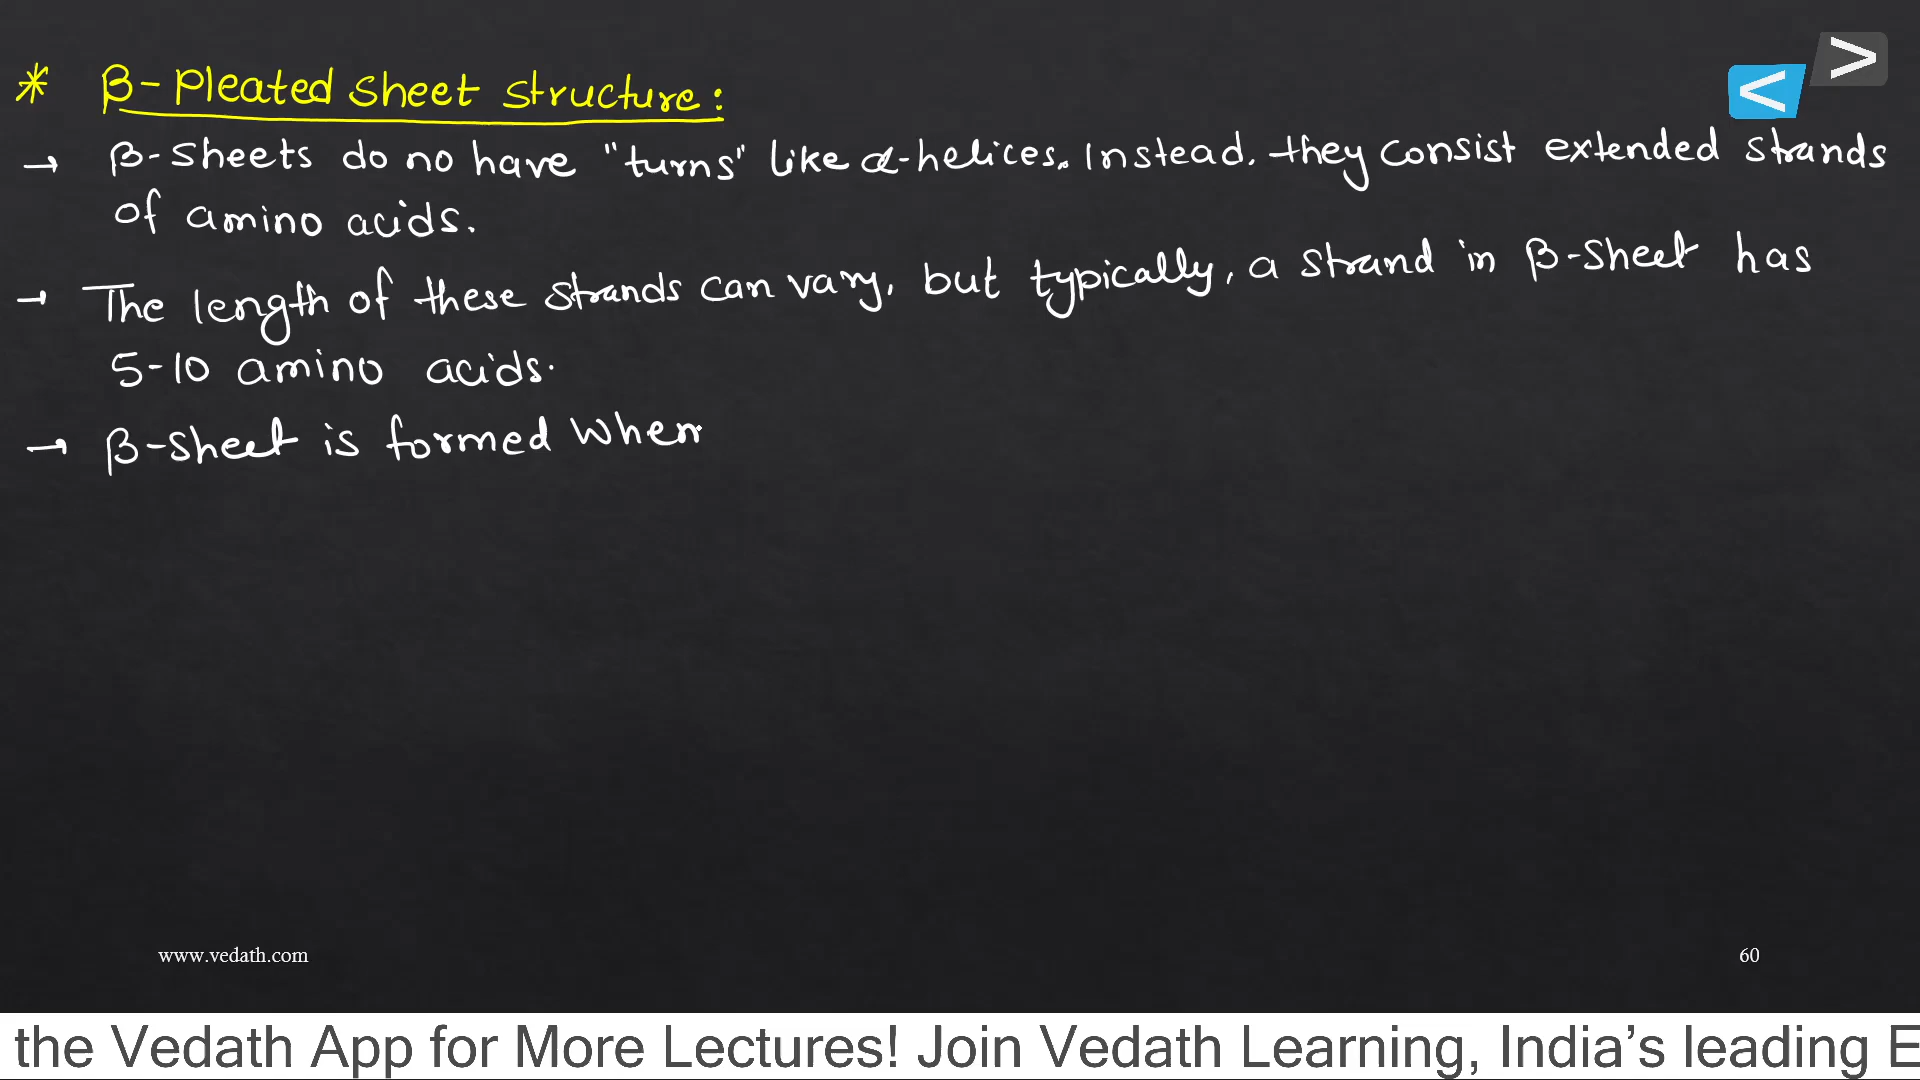 * β-Pleated sheet structure:
→ β-sheets do no have "turns" like α-helices. Instead, they consist extended strands
of amino acids.
→ The length of these strands can vary, but typically, a strand in β-sheet has
5-10 amino acids.
→ β-sheet is formed when
www.vedath.com
60
the Vedath App for More Lectures! Join Vedath Learning, India's leading E